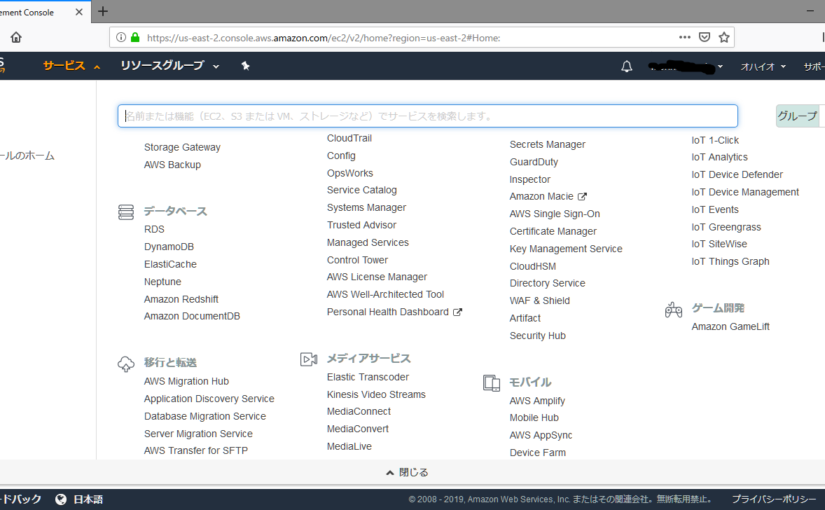 ement Console
https://us-east-2.console.aws.amazon.com/ec2/v2/home?region=us-east-2#Home:
サービス
リソースグループ
オハイオ
サポー
名前または機能（EC2、S3 または VM、ストレージなど）でサービスを検索します。
グループ
ールのホーム
Storage Gateway
AWS Backup
データベース
RDS
DynamoDB
ElastiCache
Neptune
Amazon Redshift
Amazon DocumentDB
移行と転送
AWS Migration Hub
Application Discovery Service
Database Migration Service
Server Migration Service
AWS Transfer for SFTP
CloudTrail
Config
OpsWorks
Service Catalog
Systems Manager
Trusted Advisor
Managed Services
Control Tower
AWS License Manager
AWS Well-Architected Tool
Personal Health Dashboard
メディアサービス
Elastic Transcoder
Kinesis Video Streams
MediaConnect
MediaConvert
MediaLive
Secrets Manager
GuardDuty
Inspector
Amazon Macie
AWS Single Sign-On
Certificate Manager
Key Management Service
CloudHSM
Directory Service
WAF & Shield
Artifact
Security Hub
モバイル
AWS Amplify
Mobile Hub
AWS AppSync
Device Farm
IoT 1-Click
IoT Analytics
IoT Device Defender
IoT Device Management
IoT Events
IoT Greengrass
IoT SiteWise
IoT Things Graph
ゲーム開発
Amazon GameLift
閉じる
ードバック
日本語
© 2008 - 2019, Amazon Web Services, Inc. またはその関連会社。無断転用禁止。
プライバシーポリシー